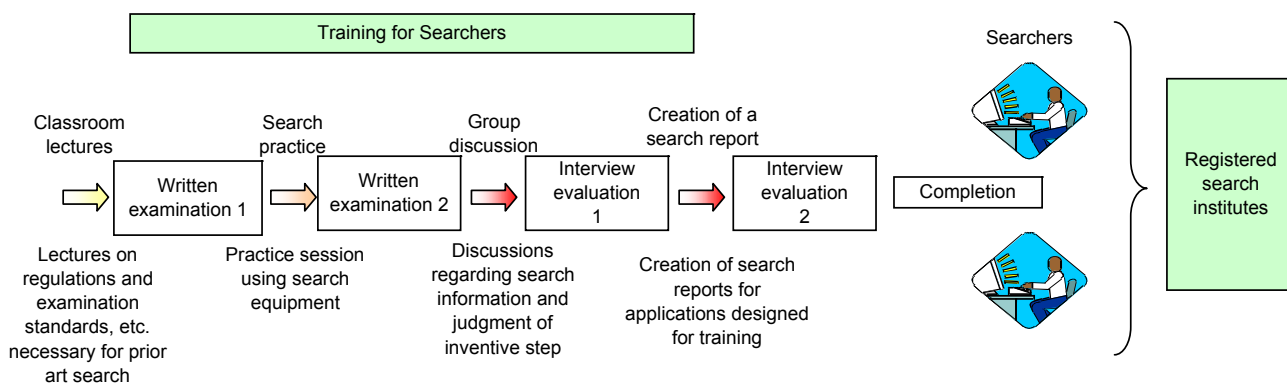 Training for Searchers
Classroom
lectures
Written
examination 1
Lectures on
regulations and
examination
standards, etc.
necessary for prior
art search
Search
practice
Written
examination 2
Practice session
using search
equipment
Group
discussion
Interview
evaluation
1
Discussions
regarding search
information and
judgment of
inventive step
Creation of a
search report
Interview
evaluation
2
Creation of search
reports for
applications designed
for training
Completion
Searchers
Registered
search
institutes